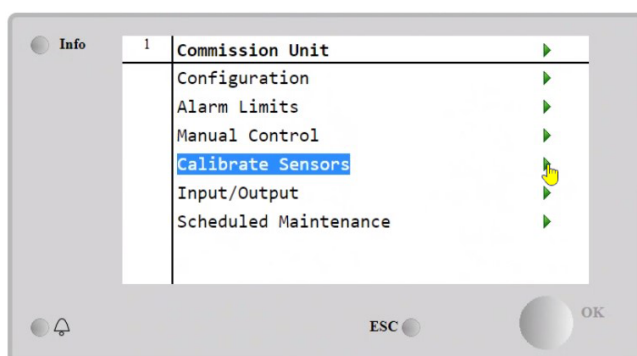 Info
1 Commission Unit
Configuration
Alarm Limits
Manual Control
Calibrate Sensors
Input/Output
Scheduled Maintenance
ESC
OK